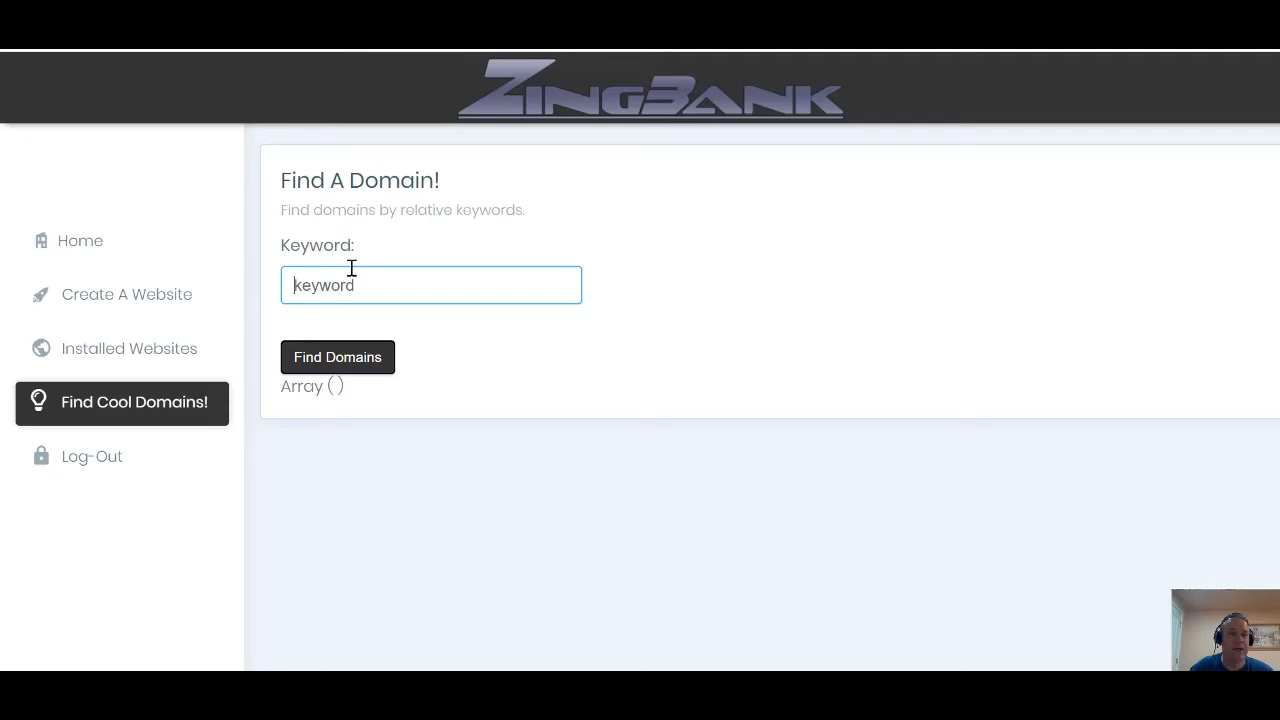 ZINGBANK
Find A Domain!
Find domains by relative keywords.
Keyword:
keyword
Find Domains
Array ( )
Home
Create A Website
Installed Websites
Find Cool Domains!
Log-Out